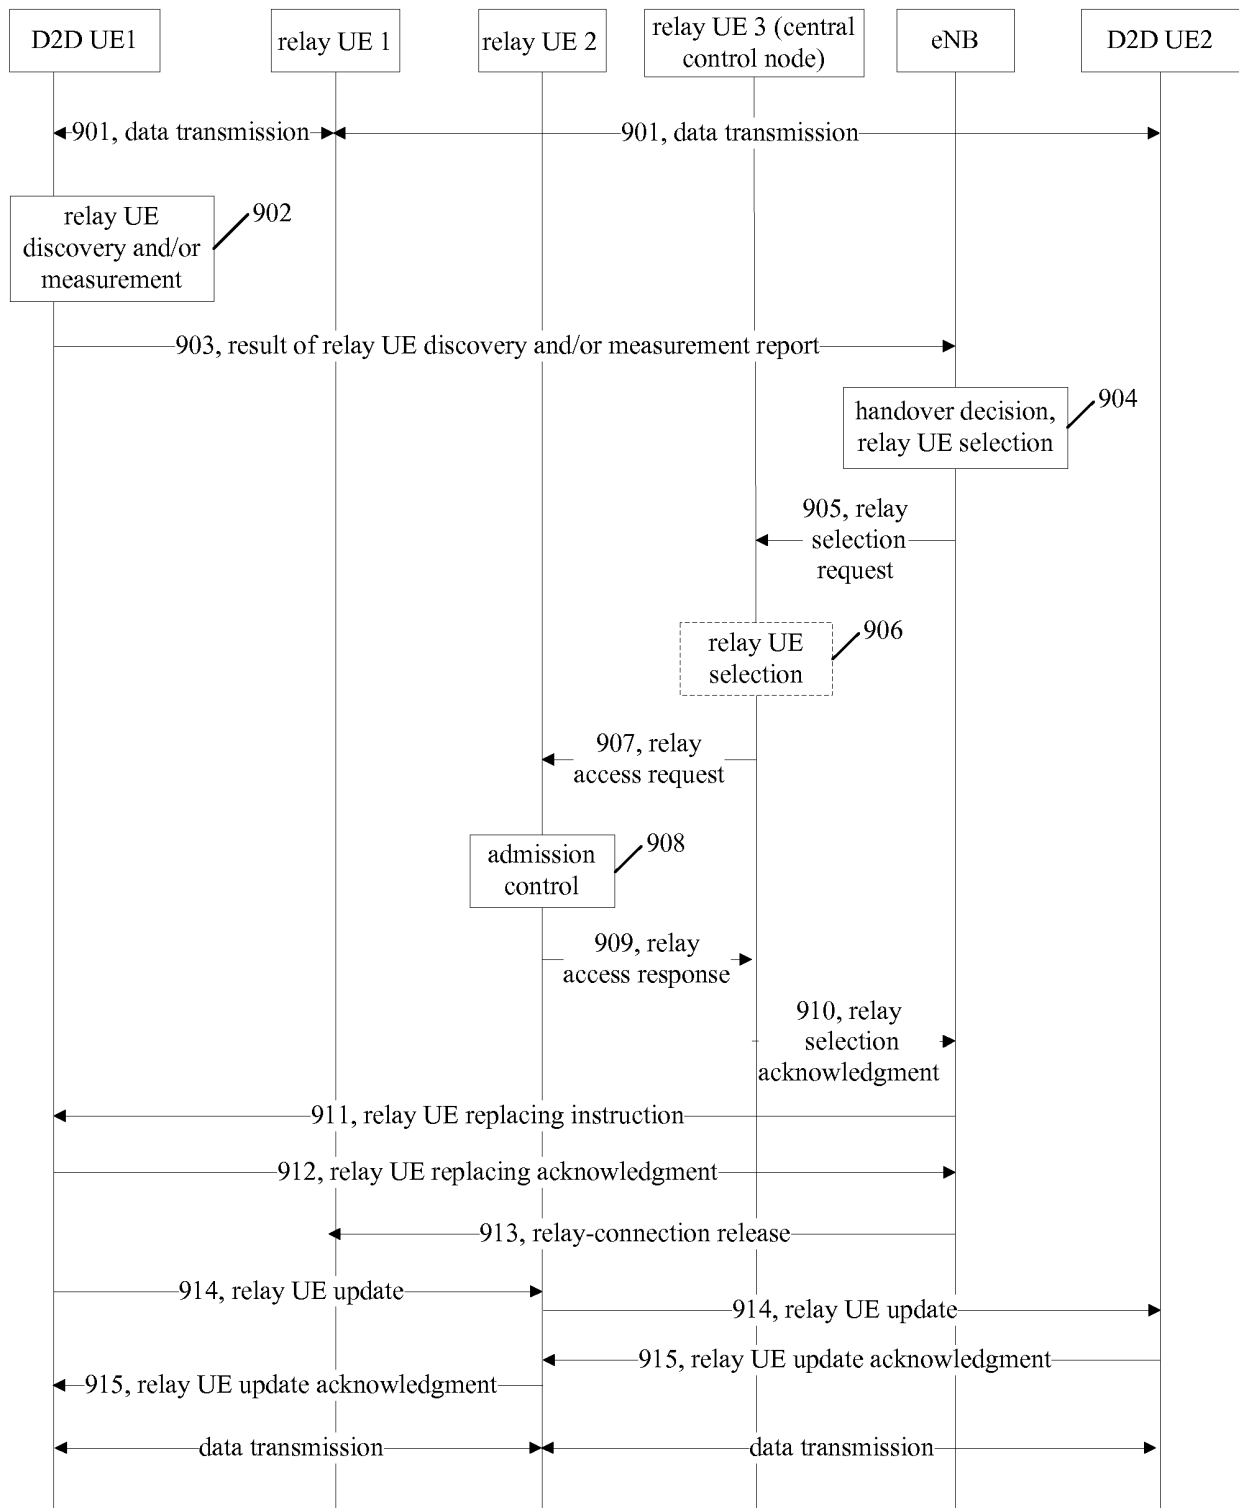 D2D UE1
relay UE 1
relay UE 2
relay UE 3 (central
control node)
eNB
D2D UE2
901, data transmission
901, data transmission
relay UE
discovery and/or
measurement
902
903, result of relay UE discovery and/or measurement report
handover decision,
relay UE selection
904
905, relay
selection
request
relay UE
selection
906
907, relay
access request
admission
control
908
909, relay
access response
910, relay
selection
acknowledgment
911, relay UE replacing instruction
912, relay UE replacing acknowledgment
913, relay-connection release
914, relay UE update
914, relay UE update
915, relay UE update acknowledgment
915, relay UE update acknowledgment
data transmission
data transmission